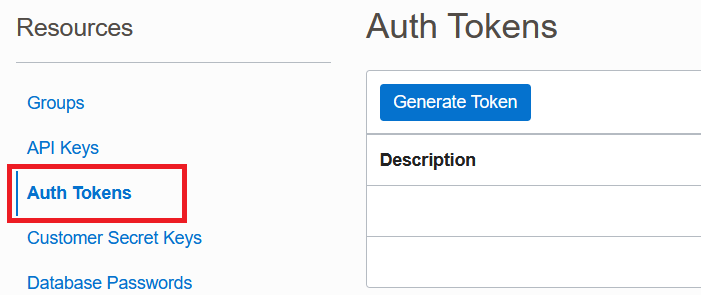 Resources
Groups
API Keys
Auth Tokens
Customer Secret Keys
Database Passwords
Auth Tokens
Generate Token
Description